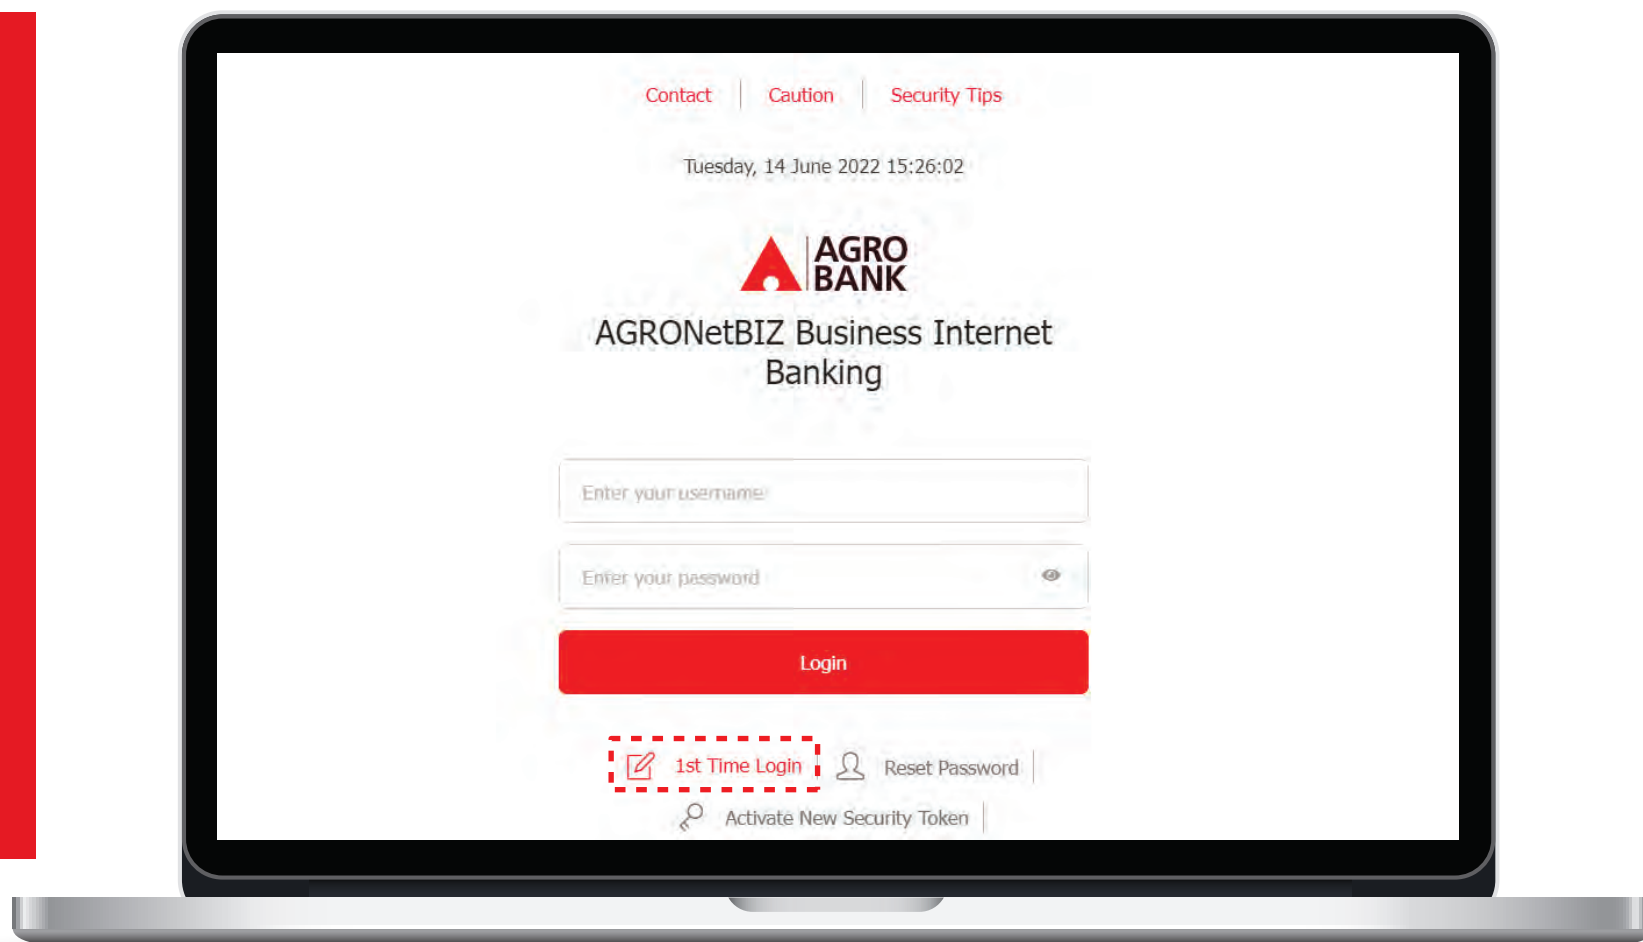 Contact Caution Security Tips
Tuesday, 14 June 2022 15:26:02
AGRO
BANK
AGRONetBIZ Business Internet
Banking
Enter your username
Enter your password
Login
1st Time Login Reset Password
Activate New Security Token